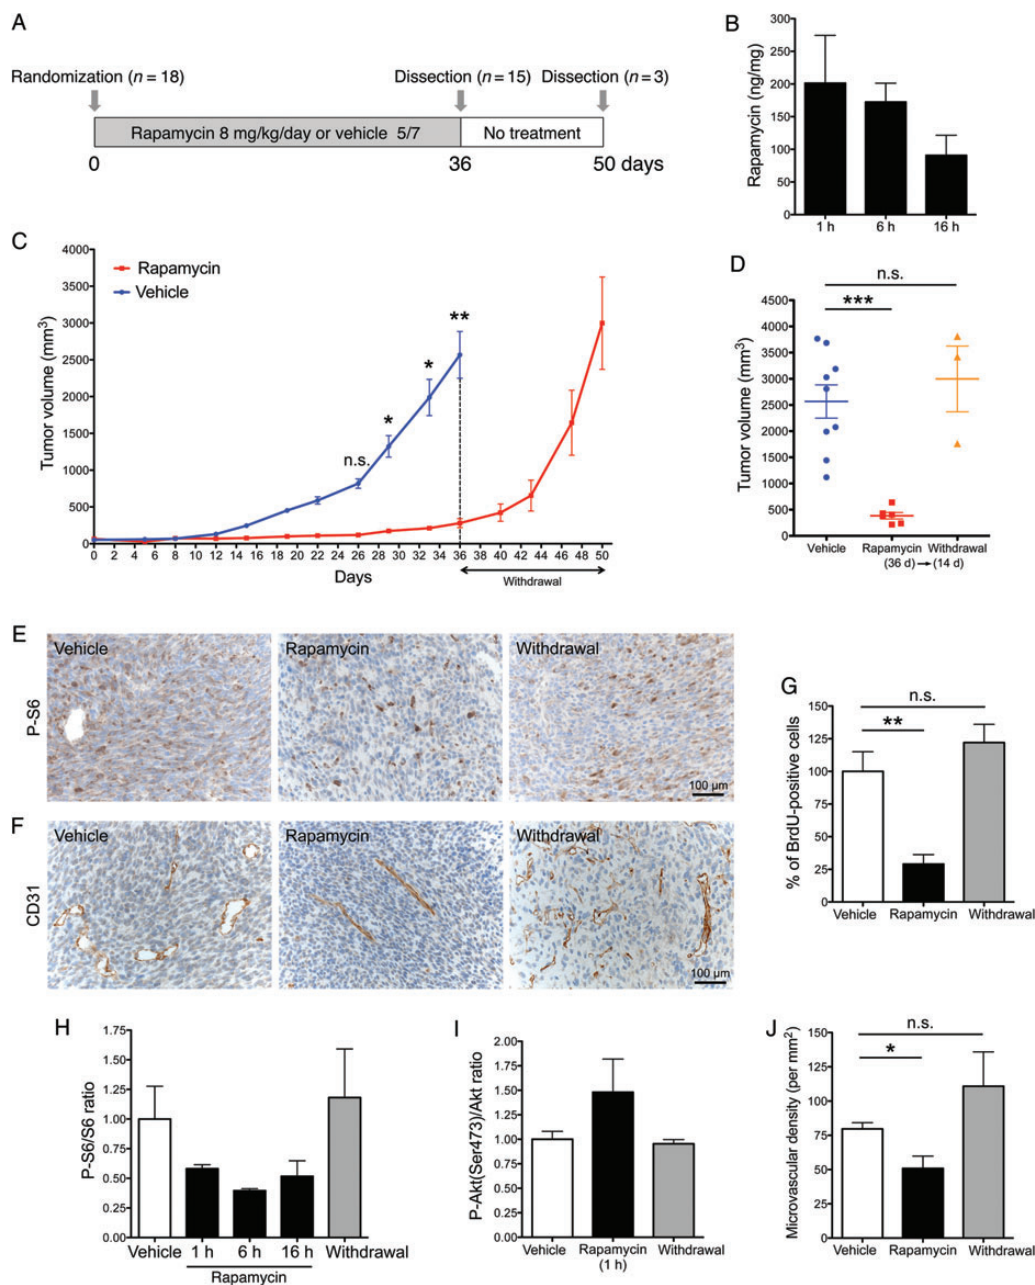 A
Randomization (n = 18)
Dissection (n = 15)
Dissection (n = 3)
Rapamycin 8 mg/kg/day or vehicle 5/7
No treatment
0
36
50 days
B
Rapamycin (ng/mg)
300
250
200
150
100
50
0
1 h
6 h
16 h
C
Tumor volume (mm³)
4000
3500
3000
2500
2000
1500
1000
500
0
Rapamycin
Vehicle
n.s.
*
*
**
0 2 4 6 8 10 12 14 16 18 20 22 24 26 28 30 32 34 36 38 40 42 44 46 48 50
Days
Withdrawal
D
n.s.
***
Tumor volume (mm³)
4500
4000
3500
3000
2500
2000
1500
1000
500
0
Vehicle
Rapamycin
Withdrawal
(36 d) → (14 d)
E
P-S6
Vehicle
Rapamycin
Withdrawal
100 µm
F
CD31
Vehicle
Rapamycin
Withdrawal
100 µm
G
n.s.
**
% of BrdU-positive cells
150
125
100
75
50
25
0
Vehicle
Rapamycin
Withdrawal
H
P-S6/S6 ratio
1.75
1.50
1.25
1.00
0.75
0.50
0.25
0.00
Vehicle
1 h
6 h
16 h
Withdrawal
Rapamycin
I
P-Akt(Ser473)/Akt ratio
2.00
1.75
1.50
1.25
1.00
0.75
0.50
0.25
0.00
Vehicle
Rapamycin
(1 h)
Withdrawal
J
n.s.
*
Microvascular density (per mm²)
150
125
100
75
50
25
0
Vehicle
Rapamycin
Withdrawal